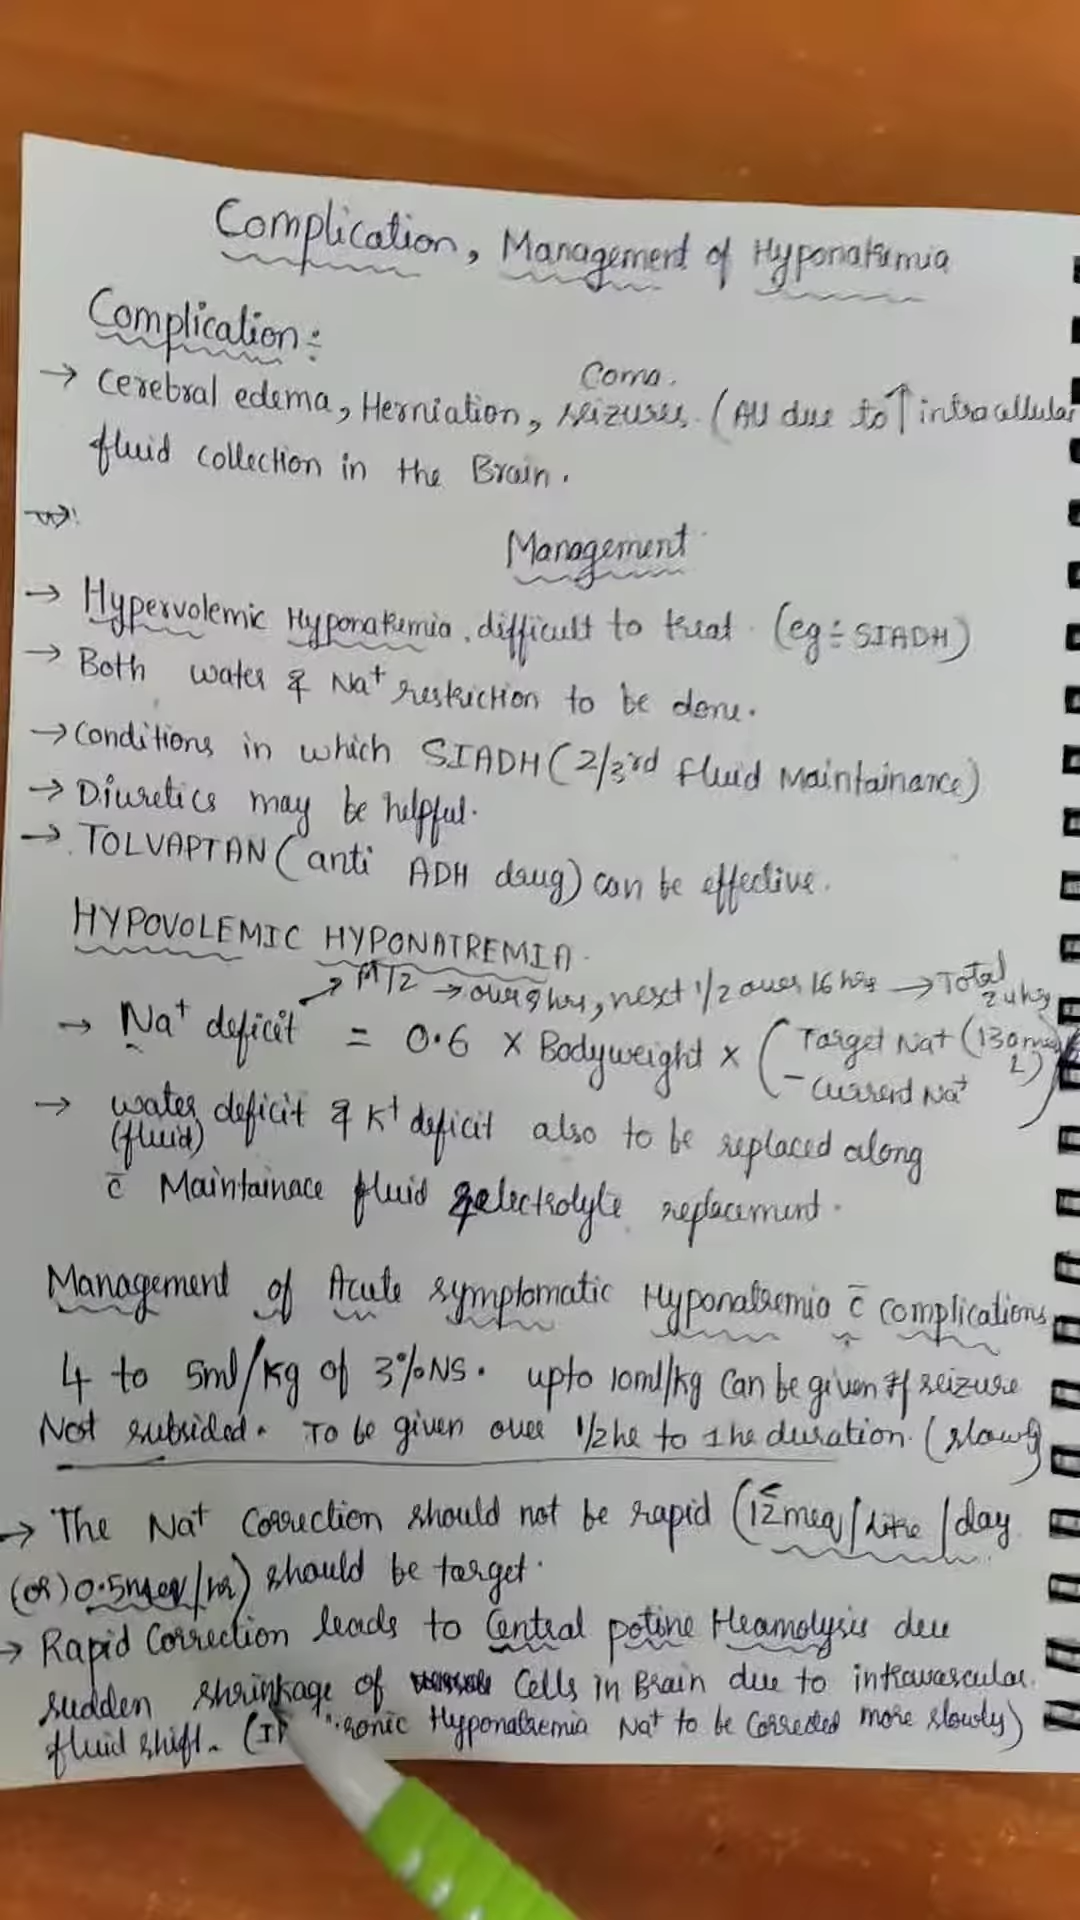 Complication, Management of Hyponatremia
Complication:-
Coma.
→ Cerebral edema, Herniation, seizures. (All due to ↑ intracellular
fluid collection in the Brain.
Management
→ Hypervolemic Hyponatremia, difficult to treat. (eg:- SIADH)
→ Both water & Na+ restriction to be done.
→ Conditions in which SIADH (2/3rd fluid Maintainance)
→ Diuretics may be helpful.
→ TOLVAPTAN (anti ADH drug) can be effective.
HYPOVOLEMIC HYPONATREMIA.
→ 1/2 → over 8 hrs, next 1/2 over 16 hrs → Total 24 hrs
→ Na+ deficit = 0.6 x Bodyweight x (Target Na+ (130 meq/L)
- Current Na+)
→ water deficit & K+ deficit also to be replaced along
(fluid)
c̄ Maintainace fluid & electrolyte replacement.
Management of Acute symptomatic Hyponatremia c̄ complications
4 to 5ml/kg of 3% NS. upto 10ml/kg can be given if seizure
Not subsided. To be given over 1/2 hr to 1 hr duration. (slowly)
→ The Na+ Correction should not be rapid (≤ 12 meq/litre/day
(or) 0.5meq/hr) should be target.
→ Rapid Correction leads to Central potine Heamolysis due
sudden shrinkage of Cells in Brain due to intravascular
fluid shift. (In Hyponatremia Na+ to be corrected more slowly)